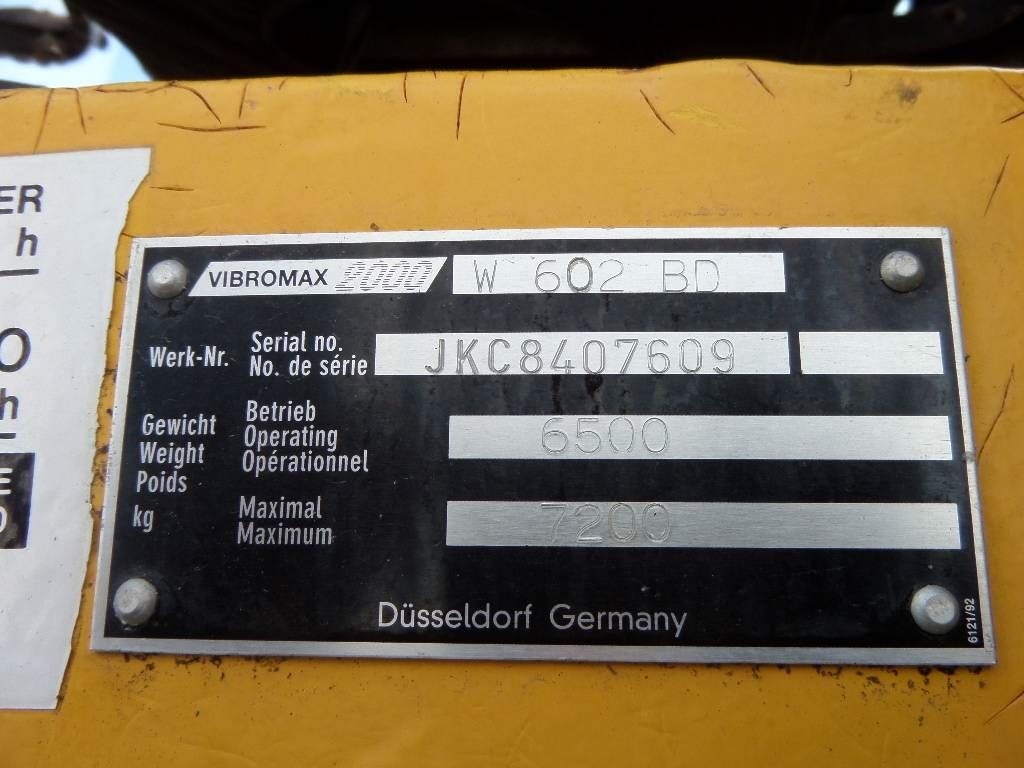 ER
h
O
h
E
VIBROMAX 2000 W 602 BD
Werk-Nr. Serial no. JKC8407609
No. de série
Gewicht Betrieb 6500
Weight Operating
Poids Opérationnel
kg Maximal 7200
Maximum
Düsseldorf Germany
6121/92